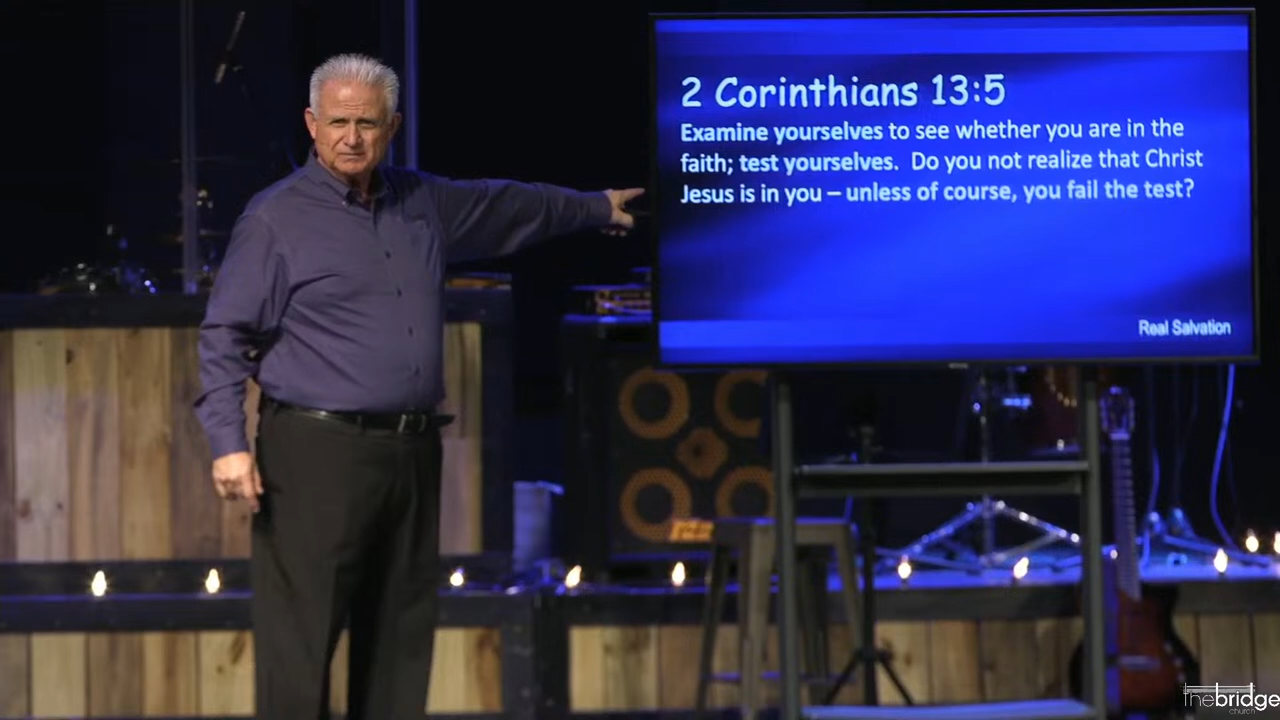 2 Corinthians 13:5
Examine yourselves to see whether you are in the
faith; test yourselves.  Do you not realize that Christ
Jesus is in you – unless of course, you fail the test?
Real Salvation
thebridge
church